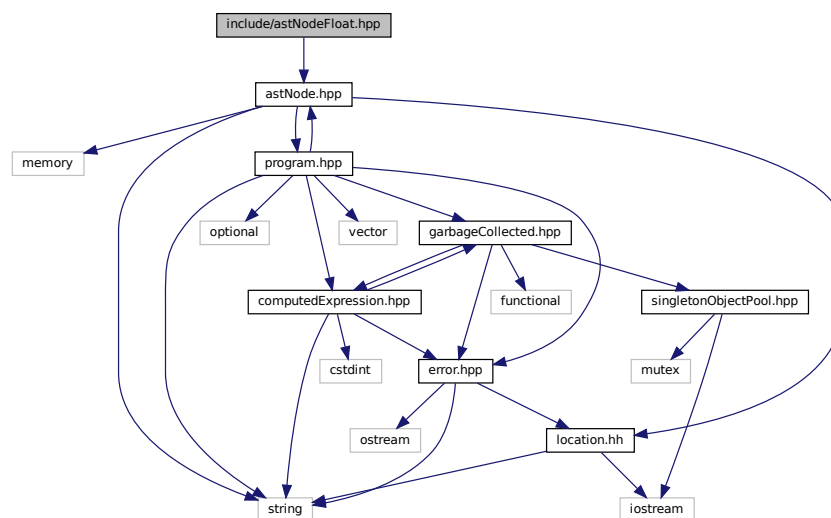 include/astNodeFloat.hpp
astNode.hpp
memory
program.hpp
optional
vector
garbageCollected.hpp
computedExpression.hpp
functional
singletonObjectPool.hpp
cstdint
error.hpp
mutex
ostream
location.hh
string
iostream